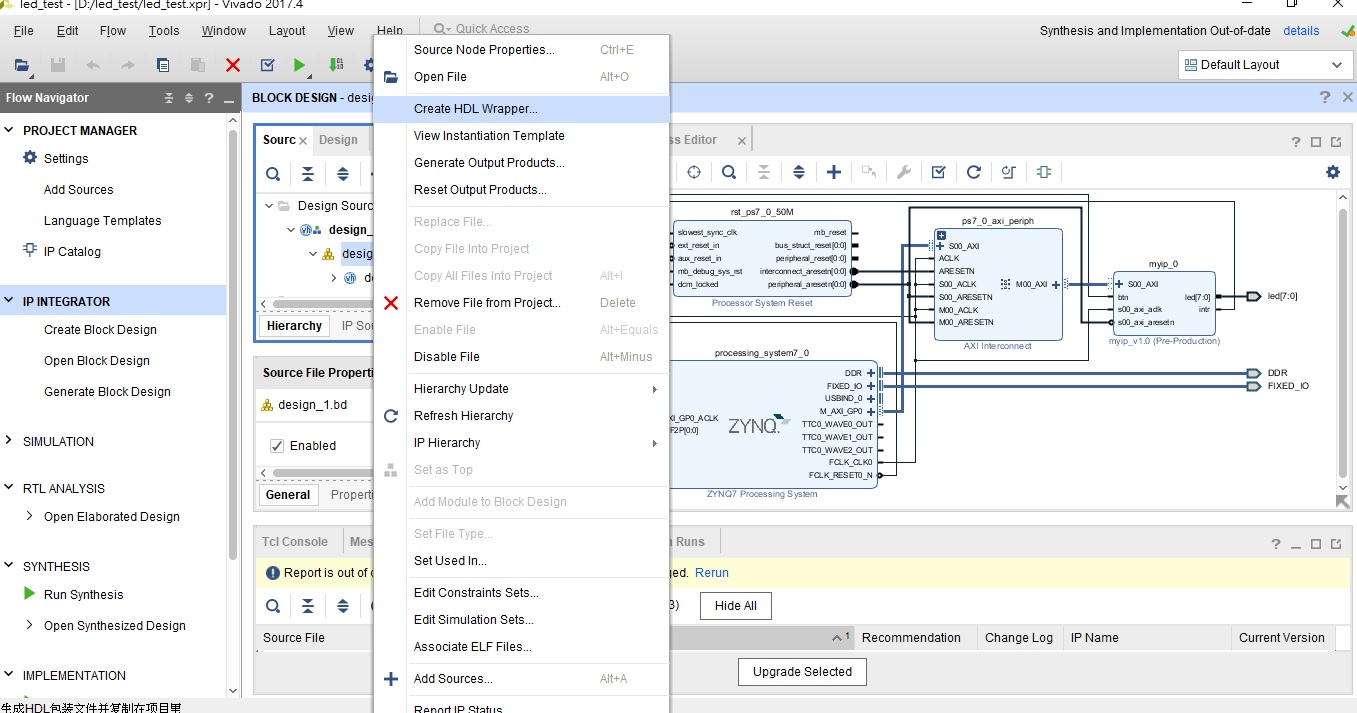 led_test - [D:/led_test/led_test.xpr] - Vivado 2017.4
File Edit Flow Tools Window Layout View Help Quick Access
Synthesis and Implementation Out-of-date details
Default Layout
Flow Navigator
PROJECT MANAGER
Settings
Add Sources
Language Templates
IP Catalog
IP INTEGRATOR
Create Block Design
Open Block Design
Generate Block Design
SIMULATION
RTL ANALYSIS
Open Elaborated Design
SYNTHESIS
Run Synthesis
Open Synthesized Design
IMPLEMENTATION
BLOCK DESIGN - desi
Sourc Design
Design Sourc
design_
desig
de
Hierarchy IP So
Source File Properti
design_1.bd
Enabled
General Properti
Source Node Properties... Ctrl+E
Open File Alt+O
Create HDL Wrapper...
View Instantiation Template
Generate Output Products...
Reset Output Products...
Replace File...
Copy File Into Project
Copy All Files Into Project Alt+I
Remove File from Project... Delete
Enable File Alt+Equals
Disable File Alt+Minus
Hierarchy Update
Refresh Hierarchy
IP Hierarchy
Set as Top
Add Module to Block Design
Set File Type...
Set Used In...
Edit Constraints Sets...
Edit Simulation Sets...
Associate ELF Files...
Add Sources... Alt+A
Report IP Status
ss Editor
rst_ps7_0_50M
slowest_sync_clk mb_reset
ext_reset_in bus_struct_reset[0:0]
aux_reset_in peripheral_reset[0:0]
mb_debug_sys_rst interconnect_aresetn[0:0]
dcm_locked peripheral_aresetn[0:0]
Processor System Reset
ps7_0_axi_periph
S00_AXI
ACLK
ARESETN
S00_ACLK M00_AXI
S00_ARESETN
M00_ACLK
M00_ARESETN
AXI Interconnect
myip_0
S00_AXI
btn led[7:0]
s00_axi_aclk intr
s00_axi_aresetn
myip_v1.0 (Pre-Production)
led[7:0]
DDR
FIXED_IO
processing_system7_0
DDR
FIXED_IO
USBIND_0
M_AXI_GP0
XI_GP0_ACLK TTC0_WAVE0_OUT
F2P[0:0] ZYNQ TTC0_WAVE1_OUT
TTC0_WAVE2_OUT
FCLK_CLK0
FCLK_RESET0_N
ZYNQ7 Processing System
Tcl Console Mes n Runs
Report is out of ged. Rerun
3) Hide All
Source File 1 Recommendation Change Log IP Name Current Version
Upgrade Selected
生成HDL包装文件并复制在项目里